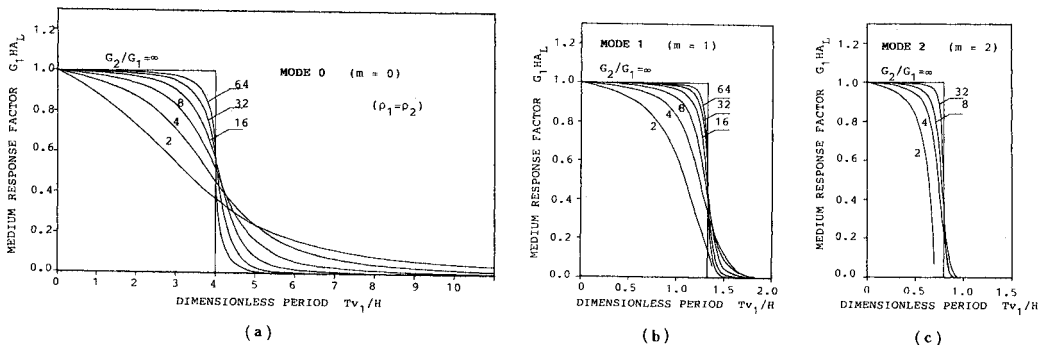 MEDIUM RESPONSE FACTOR G₁HA_L
1.2
1.0
0.8
0.6
0.4
0.2
0.0
G₂/G₁=∞
MODE 0 (m = 0)
(ρ₁=ρ₂)
64
32
16
8
4
2
0 1 2 3 4 5 6 7 8 9 10
DIMENSIONLESS PERIOD Tv₁/H
(a)
MEDIUM RESPONSE FACTOR G₁HA_L
1.2
1.0
0.8
0.6
0.4
0.2
0.0
MODE 1 (m = 1)
G₂/G₁=∞
64
32
16
8
4
2
0 0.5 1.0 1.5 2.0
DIMENSIONLESS PERIOD Tv₁/H
(b)
MEDIUM RESPONSE FACTOR G₁HA_L
1.2
1.0
0.8
0.6
0.4
0.2
0.0
MODE 2 (m = 2)
G₂/G₁=∞
32
8
4
2
0 0.5 1.0 1.5
DIMENSIONLESS PERIOD Tv₁/H
(c)